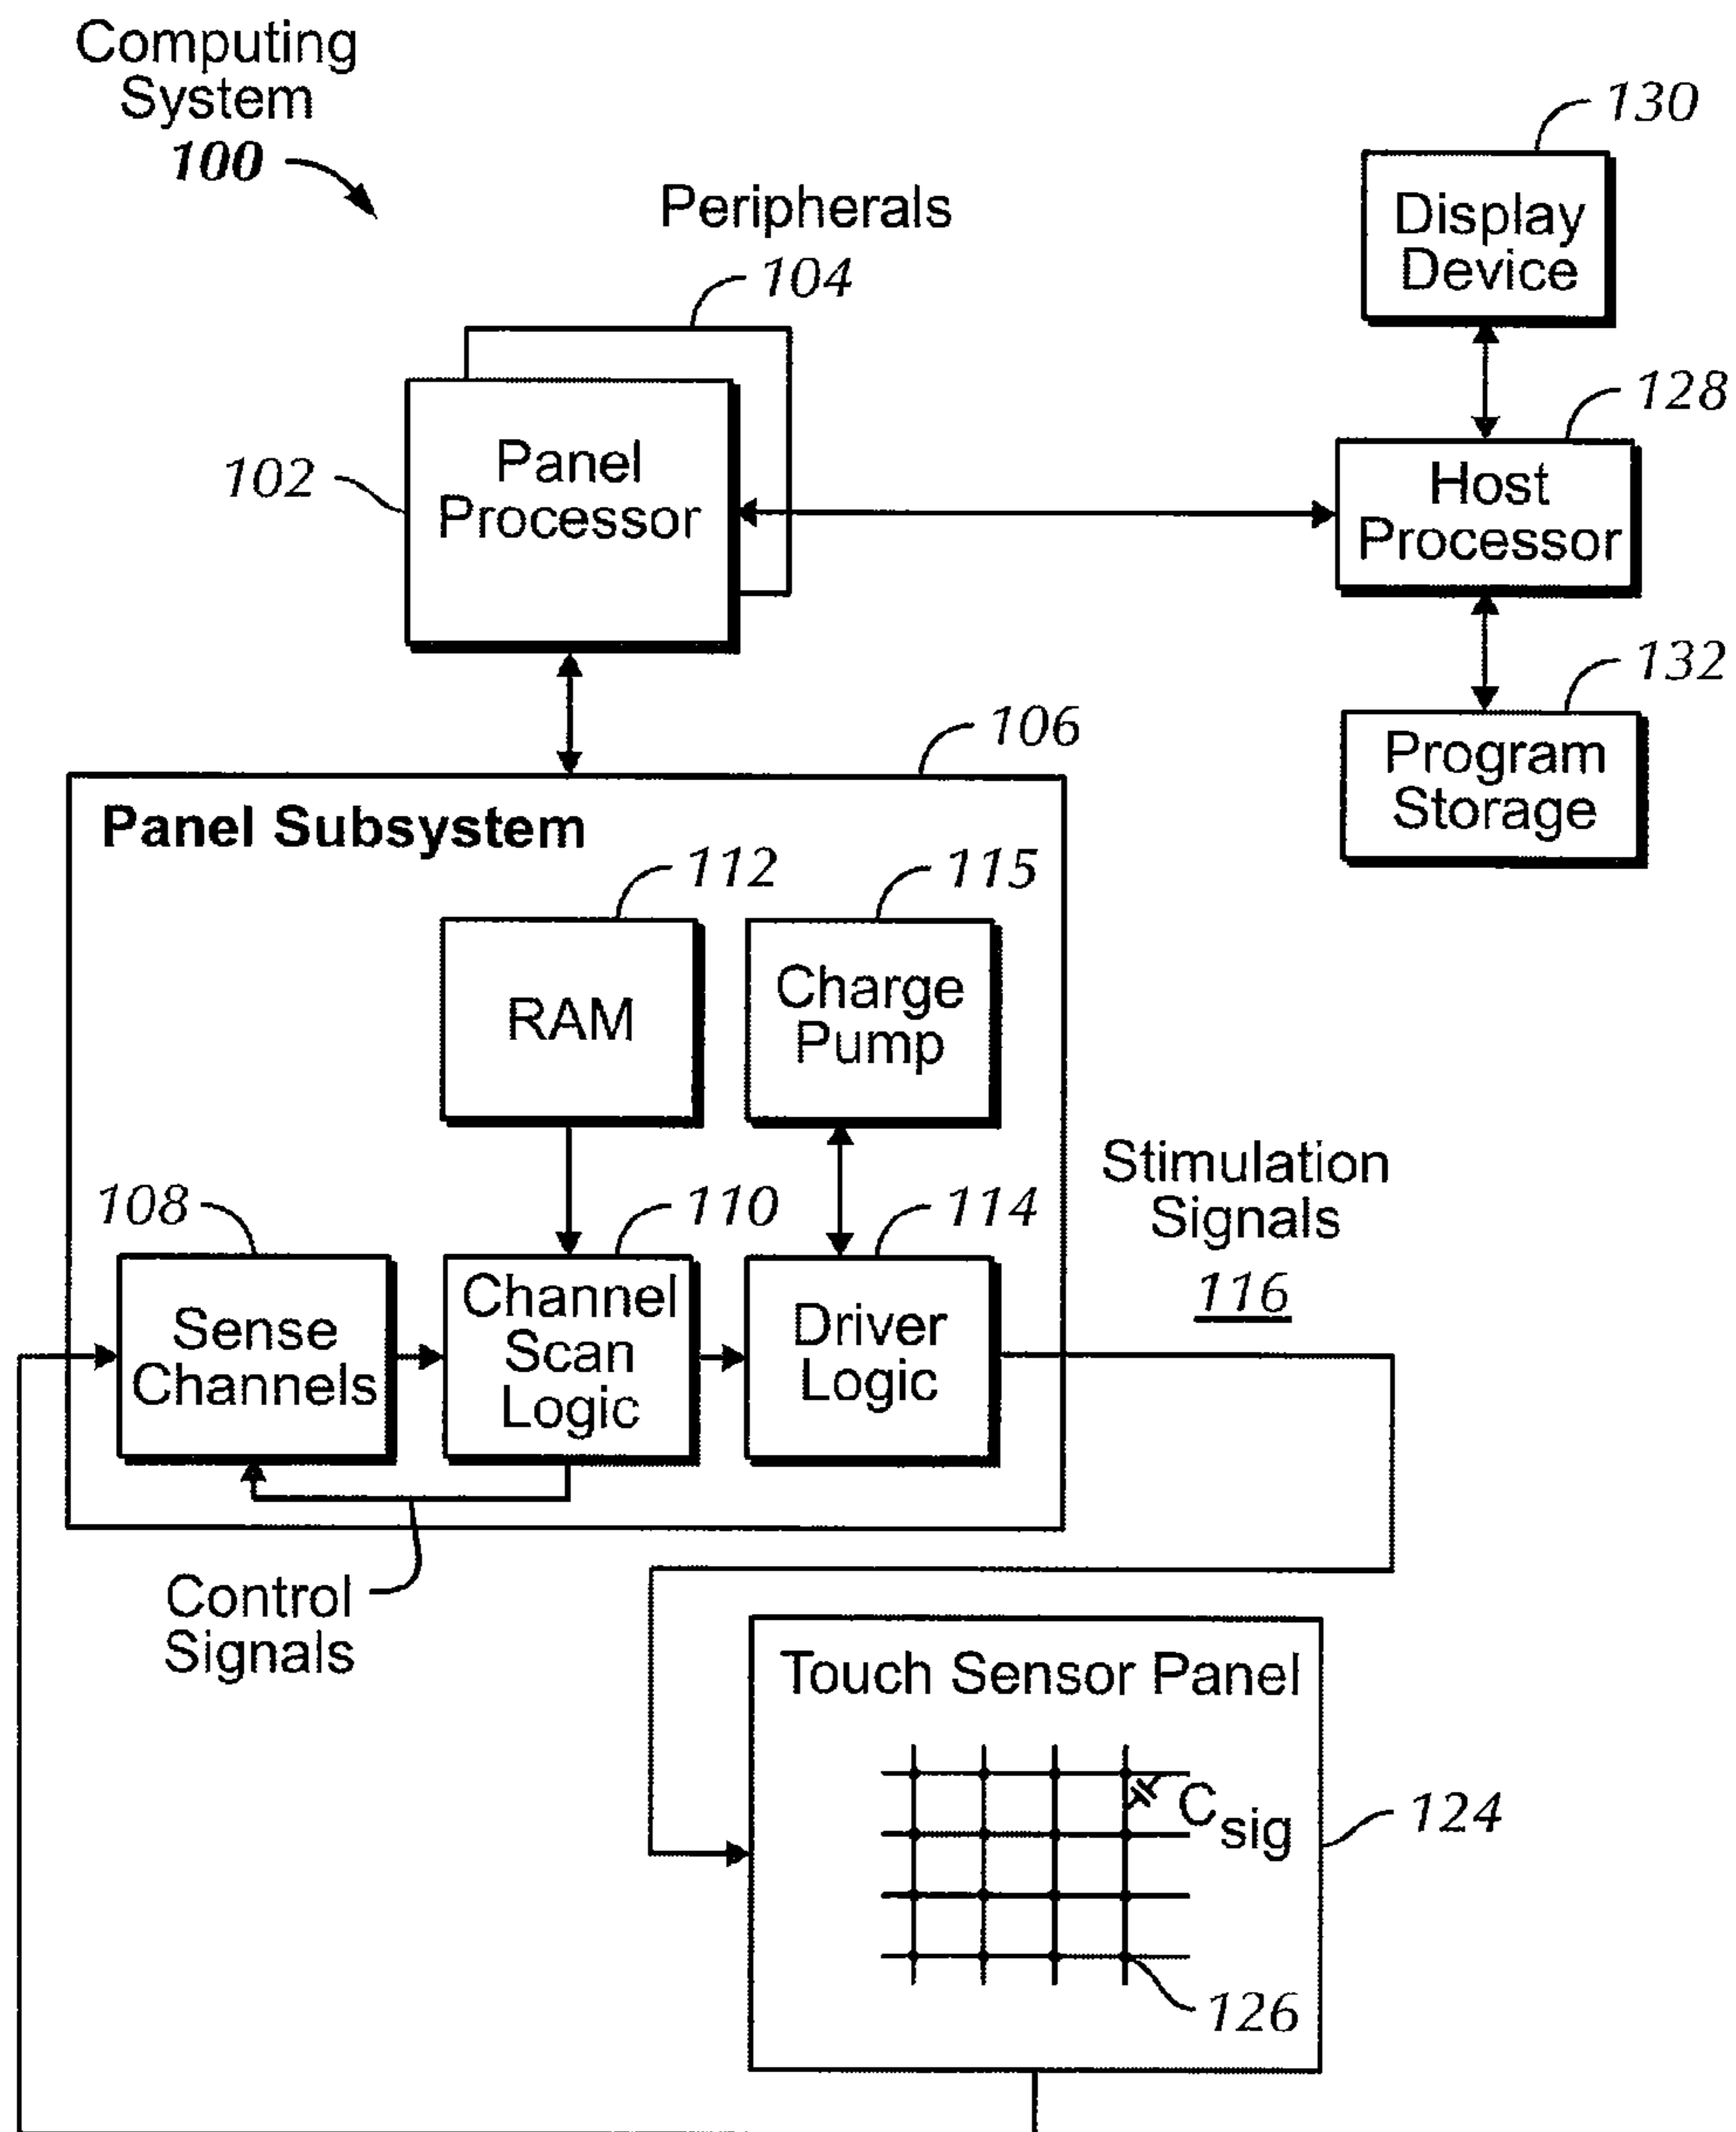 Computing
System
100
Peripherals
104
130
Display
Device
102
Panel
Processor
128
Host
Processor
132
Program
Storage
106
Panel Subsystem
112
RAM
115
Charge
Pump
Stimulation
Signals
116
108
Sense
Channels
110
Channel
Scan
Logic
114
Driver
Logic
Control
Signals
Touch Sensor Panel
Csig
124
126